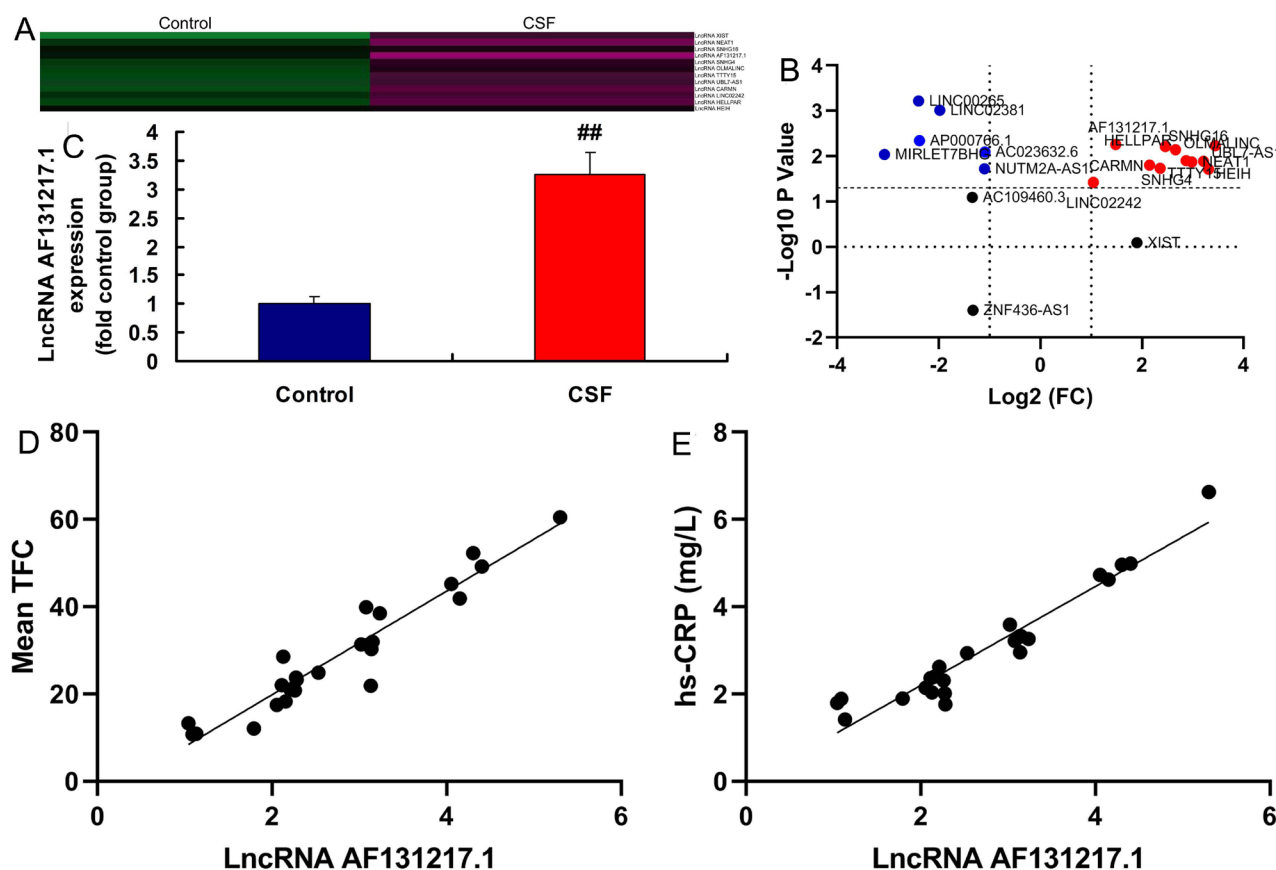 A
Control
CSF
LncRNA XIST
LncRNA NEAT1
LncRNA SNHG16
LncRNA AF131217.1
LncRNA SNHG4
LncRNA OLMALINC
LncRNA TTTY15
LncRNA UBL7-AS1
LncRNA CARMN
LncRNA LINC02242
LncRNA HELLPAR
LncRNA HEIH
B
-Log10 P Value
4
3
2
1
0
-1
-2
LINC00265
LINC02381
AP000766.1
MIRLET7BHG
AC023632.6
NUTM2A-AS1
AC109460.3
ZNF436-AS1
AF131217.1
SNHG16
HELLPAR
OLMALINC
UBL7-AS1
CARMN
NEAT1
TTTY15
HEIH
SNHG4
LINC02242
XIST
-4
-2
0
2
4
Log2 (FC)
C
LncRNA AF131217.1
expression
(fold control group)
4
3.5
3
2.5
2
1.5
1
0.5
0
##
Control
CSF
D
Mean TFC
80
60
40
20
0
0
2
4
6
LncRNA AF131217.1
E
hs-CRP (mg/L)
8
6
4
2
0
0
2
4
6
LncRNA AF131217.1